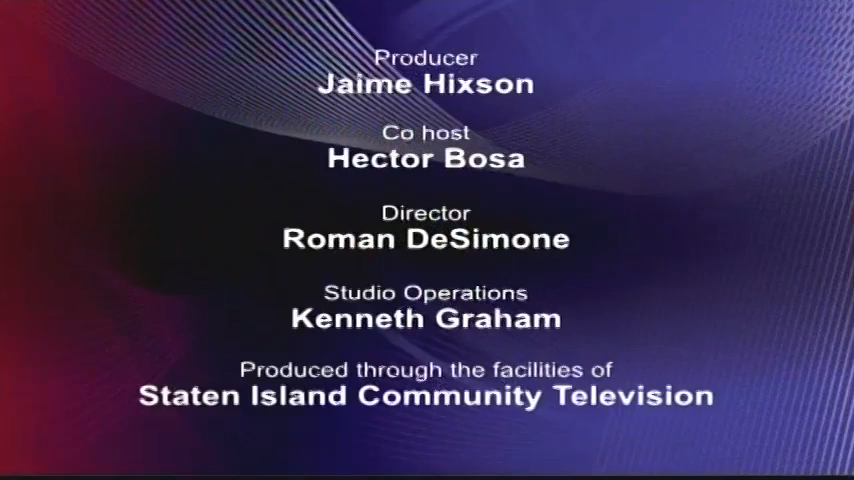 Producer
Jaime Hixson
Co host
Hector Bosa
Director
Roman DeSimone
Studio Operations
Kenneth Graham
Produced through the facilities of
Staten Island Community Television